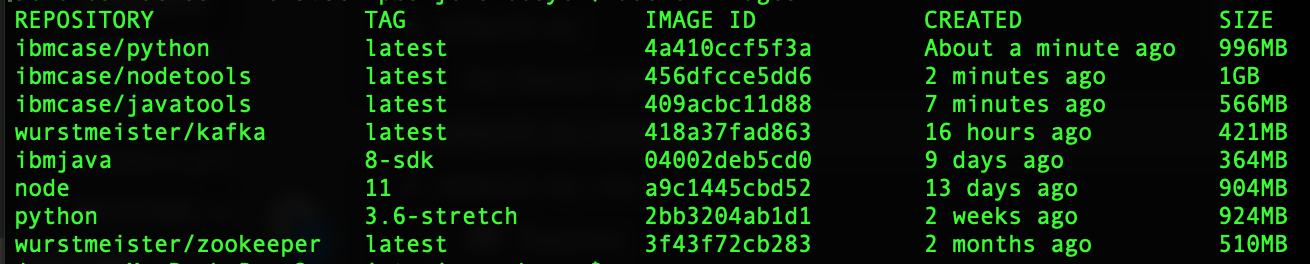 REPOSITORY TAG IMAGE ID CREATED SIZE
ibmcase/python latest 4a410ccf5f3a About a minute ago 996MB
ibmcase/nodetools latest 456dfcce5dd6 2 minutes ago 1GB
ibmcase/javatools latest 409acbc11d88 7 minutes ago 566MB
wurstmeister/kafka latest 418a37fad863 16 hours ago 421MB
ibmjava 8-sdk 04002deb5cd0 9 days ago 364MB
node 11 a9c1445cbd52 13 days ago 904MB
python 3.6-stretch 2bb3204ab1d1 2 weeks ago 924MB
wurstmeister/zookeeper latest 3f43f72cb283 2 months ago 510MB